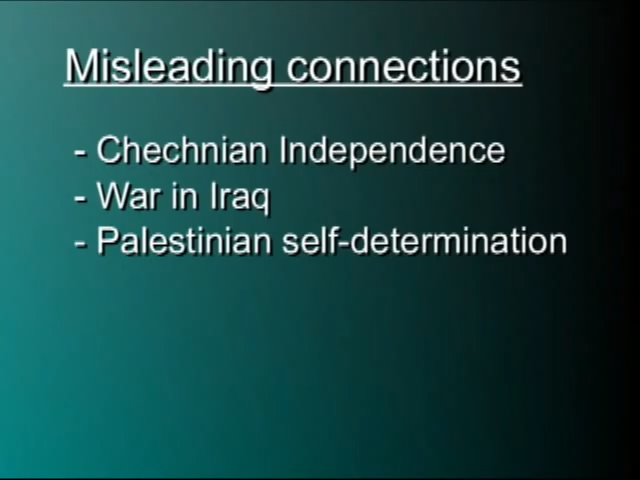 Misleading connections
- Chechnian Independence
- War in Iraq
- Palestinian self-determination